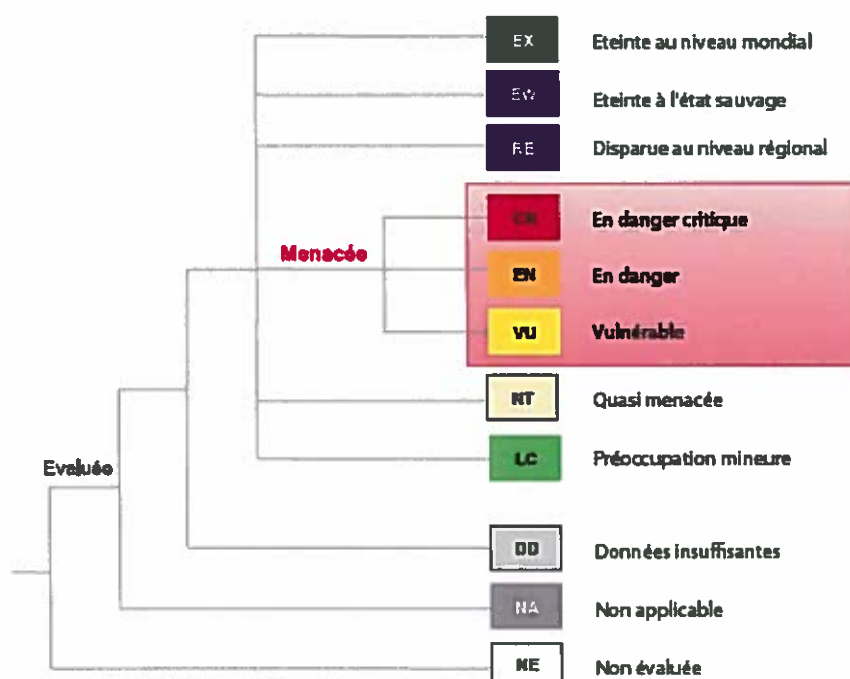 EX Eteinte au niveau mondial
EW Eteinte à l'état sauvage
RE Disparue au niveau régional
CR En danger critique
Menacée
EN En danger
VU Vulnérable
NT Quasi menacée
LC Préoccupation mineure
Evaluée
DD Données insuffisantes
NA Non applicable
NE Non évaluée